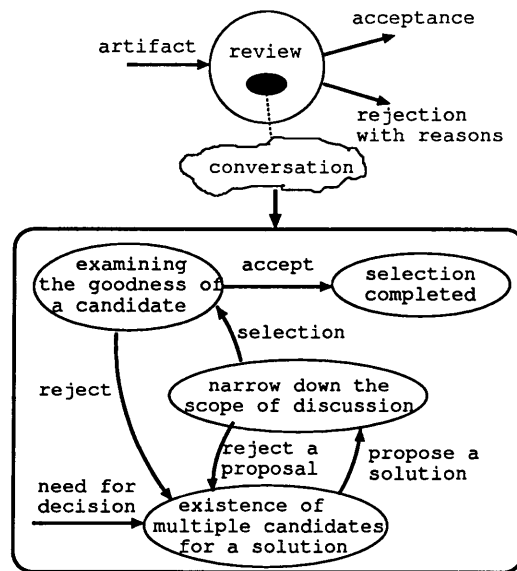 acceptance
artifact
review
rejection
with reasons
conversation
examining
the goodness of
a candidate
accept
selection
completed
selection
reject
narrow down the
scope of discussion
reject a
proposal
propose a
solution
need for
decision
existence of
multiple candidates
for a solution